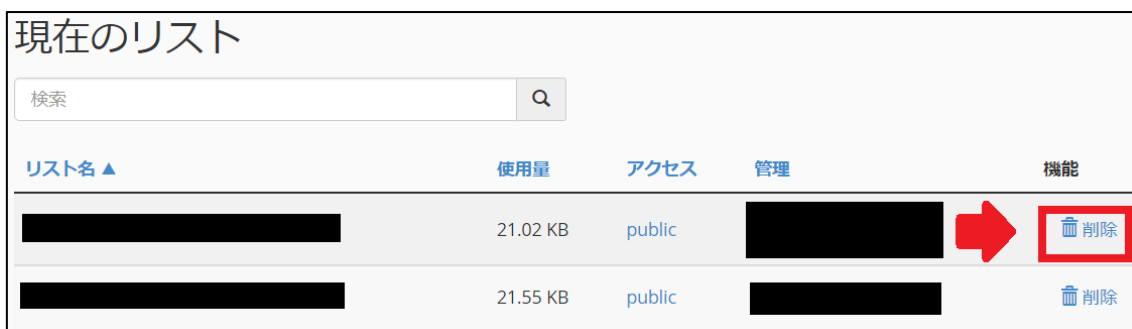 現在のリスト
検索
リスト名 ▲ 使用量 アクセス 管理 機能
21.02 KB public 削除
21.55 KB public 削除